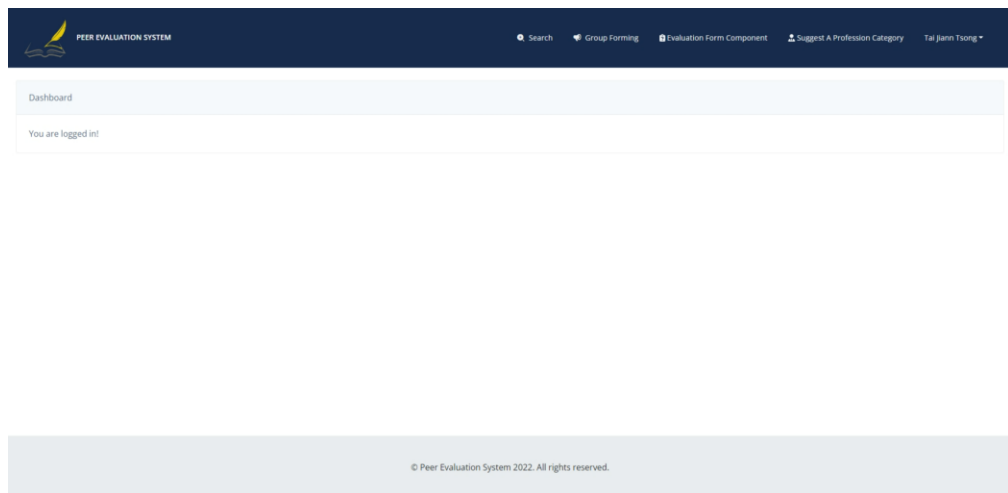 PEER EVALUATION SYSTEM
Search Group Forming Evaluation Form Component Suggest A Profession Category Tai Jiann Tsong
Dashboard
You are logged in!
© Peer Evaluation System 2022. All rights reserved.